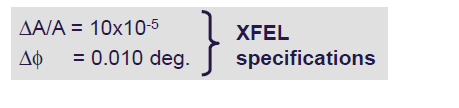 ΔA/A = 10x10-5
Δϕ = 0.010 deg.
XFEL
specifications